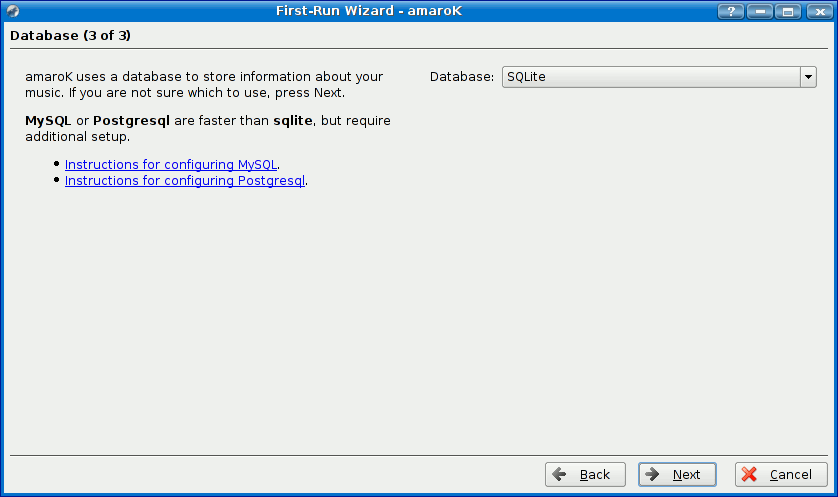 First-Run Wizard - amaroK
?
Database (3 of 3)
amaroK uses a database to store information about your
music. If you are not sure which to use, press Next.
MySQL or Postgresql are faster than sqlite, but require
additional setup.
• Instructions for configuring MySQL.
• Instructions for configuring Postgresql.
Database: SQLite
Back
Next
Cancel